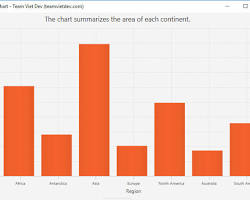 hart - Team Viet Dev (teamvietdev.com)
The chart summarizes the area of each continent.
Africa
Antarctica
Asia
Europe
North America
Australia
South Am
Region